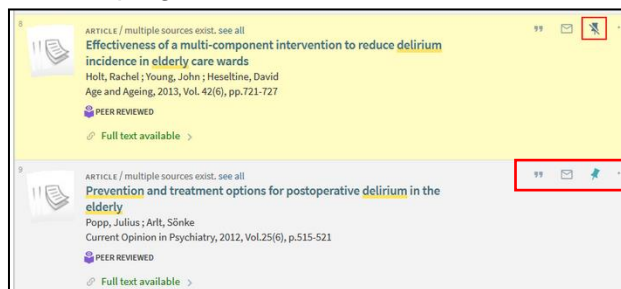 8
ARTICLE / multiple sources exist. see all
Effectiveness of a multi-component intervention to reduce delirium
incidence in elderly care wards
Holt, Rachel ; Young, John ; Heseltine, David
Age and Ageing, 2013, Vol. 42(6), pp.721-727
PEER REVIEWED
Full text available >
9
ARTICLE / multiple sources exist. see all
Prevention and treatment options for postoperative delirium in the
elderly
Popp, Julius ; Arlt, Sönke
Current Opinion in Psychiatry, 2012, Vol.25(6), p.515-521
PEER REVIEWED
Full text available >